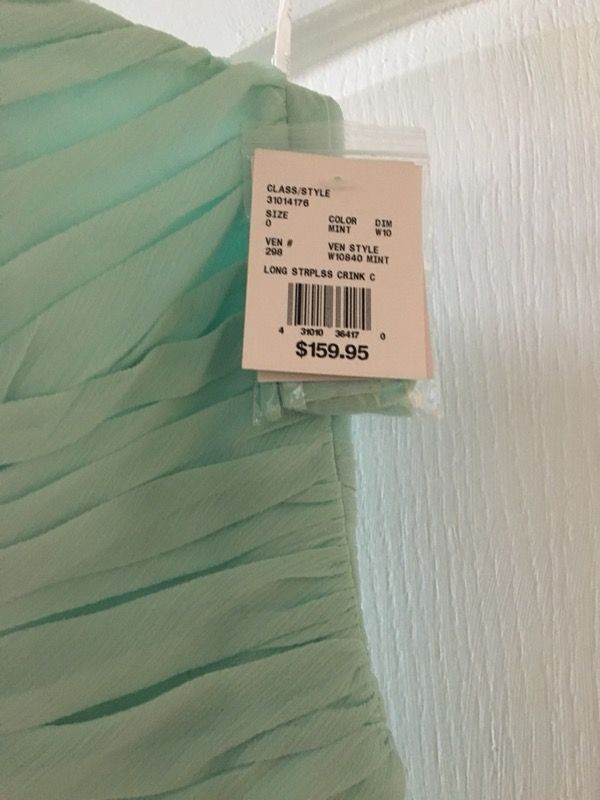 CLASS/STYLE
31014176
SIZE COLOR DIM
0 MINT W10
VEN # VEN STYLE
298 W10840 MINT
LONG STRPLSS CRINK C
4 31010 36417 0
$159.95